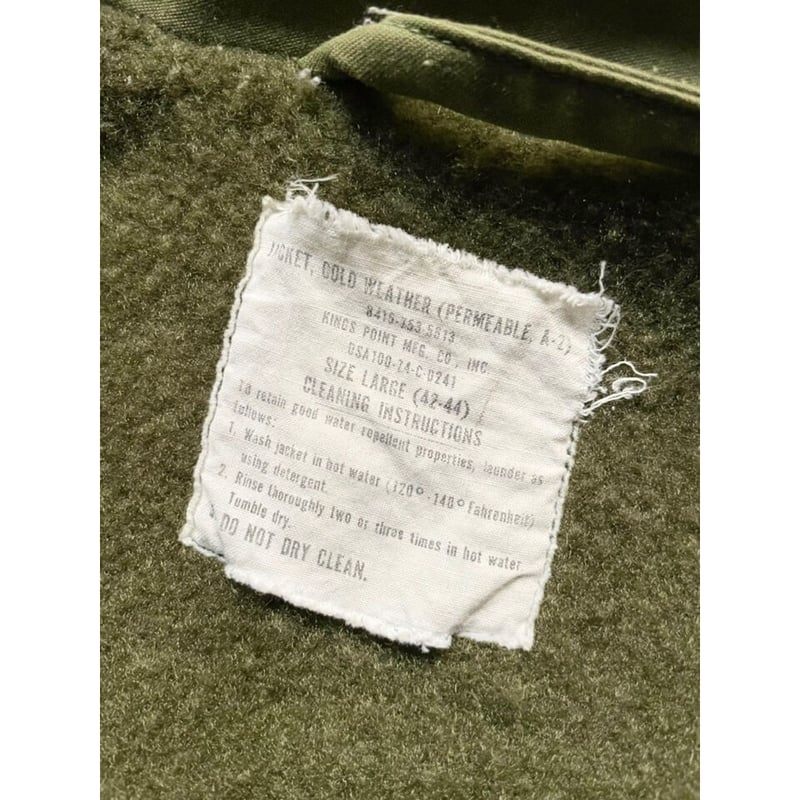 JACKET, COLD WEATHER (PERMEABLE, A-2)
8415-753-5613
KINGS POINT MFG. CO., INC.
DSA100-74-C-0241
SIZE LARGE (42-44)
CLEANING INSTRUCTIONS
To retain good water repellent properties, launder as
follows:
1. Wash jacket in hot water (120°-140° Fahrenheit)
using detergent.
2. Rinse thoroughly two or three times in hot water
3. Tumble dry.
DO NOT DRY CLEAN.